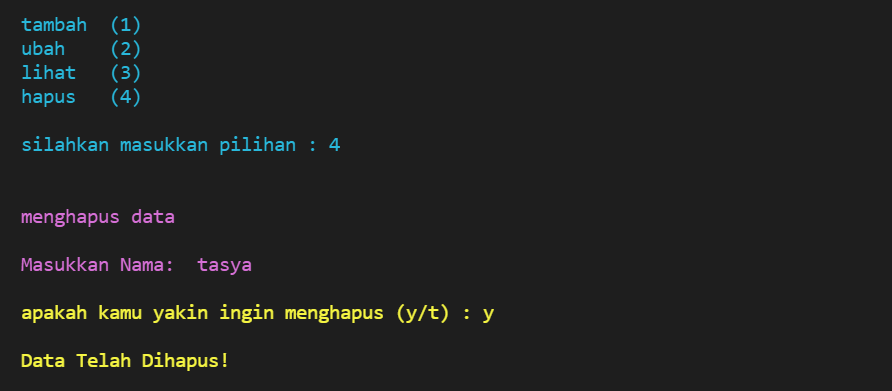 tambah  (1)
ubah    (2)
lihat   (3)
hapus   (4)
silahkan masukkan pilihan : 4
menghapus data
Masukkan Nama:  tasya
apakah kamu yakin ingin menghapus (y/t) : y
Data Telah Dihapus!